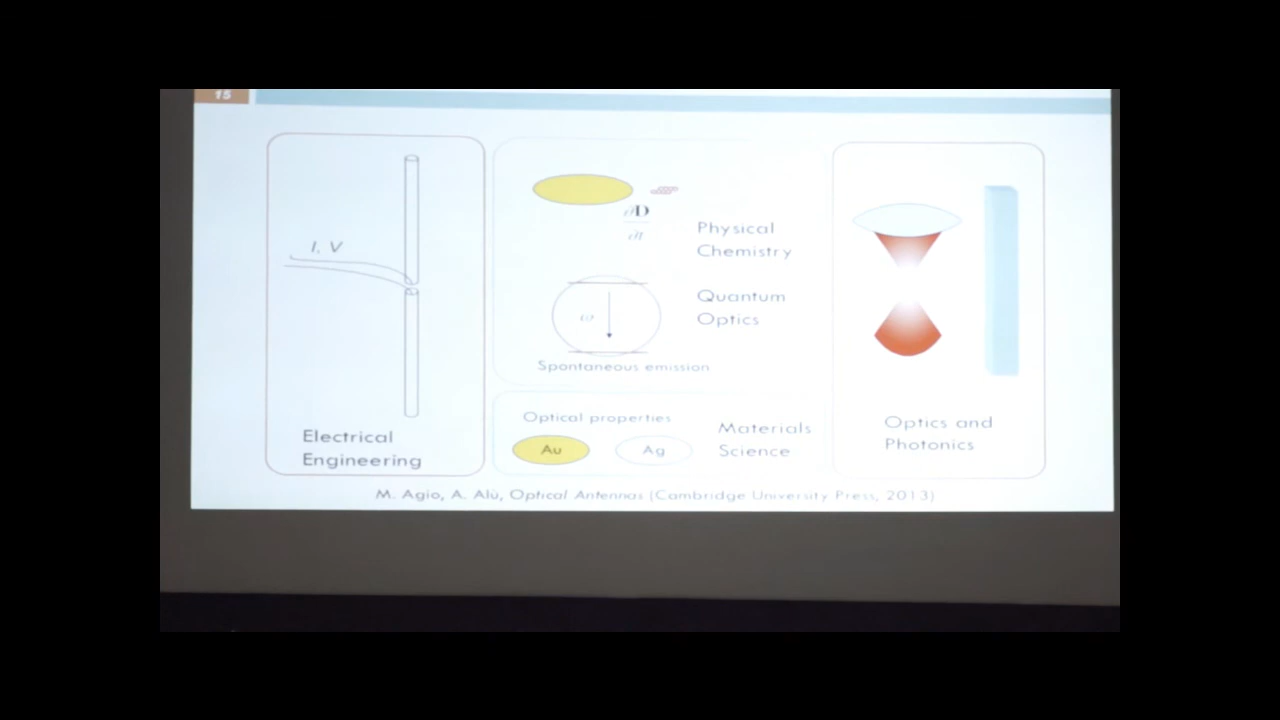 15
I, V
Electrical
Engineering
∂D
∂t
Physical
Chemistry
ω
Quantum
Optics
Spontaneous emission
Optical properties
Au
Ag
Materials
Science
Optics and
Photonics
M. Agio, A. Alù, Optical Antennas (Cambridge University Press, 2013)